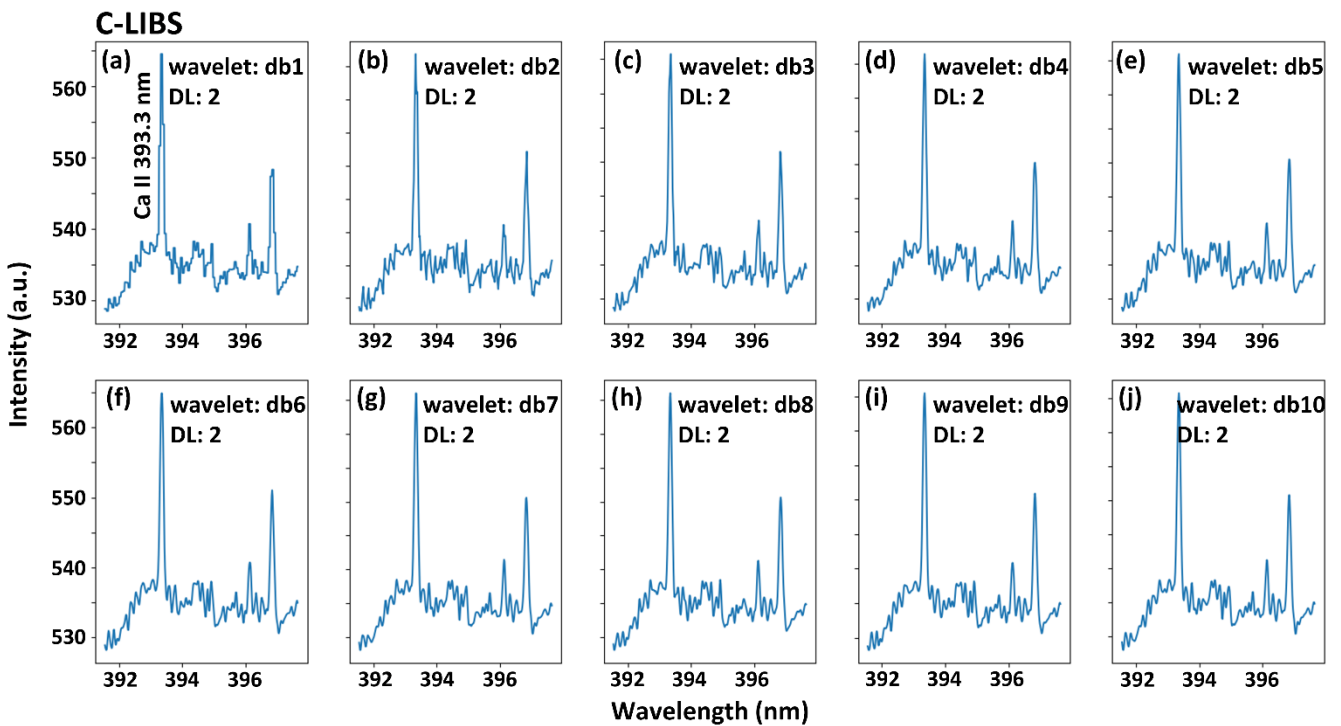 C-LIBS
(a) wavelet: db1
DL: 2
Ca II 393.3 nm
(b) wavelet: db2
DL: 2
(c) wavelet: db3
DL: 2
(d) wavelet: db4
DL: 2
(e) wavelet: db5
DL: 2
560
550
540
530
392 394 396
392 394 396
392 394 396
392 394 396
392 394 396
Intensity (a.u.)
(f) wavelet: db6
DL: 2
(g) wavelet: db7
DL: 2
(h) wavelet: db8
DL: 2
(i) wavelet: db9
DL: 2
(j) wavelet: db10
DL: 2
560
550
540
530
392 394 396
392 394 396
392 394 396
392 394 396
392 394 396
Wavelength (nm)